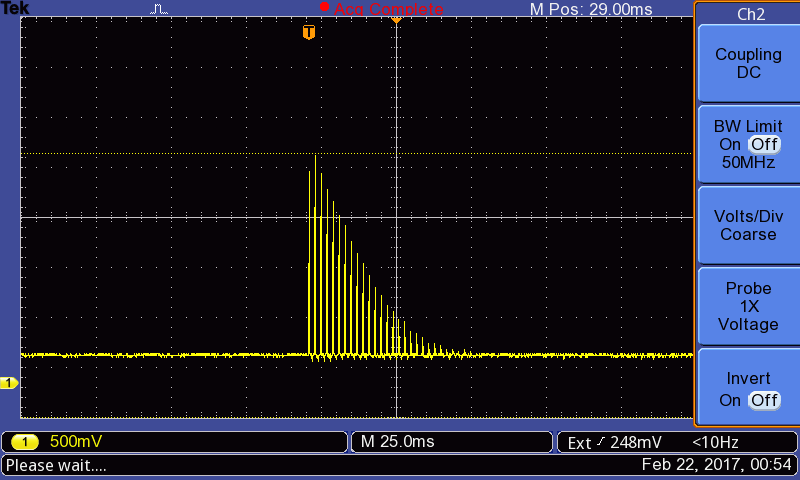 Tek
Acq Complete
M Pos: 29.00ms
T
Ch2
Coupling
DC
BW Limit
On Off
50MHz
Volts/Div
Coarse
Probe
1X
Voltage
Invert
On Off
1
1 500mV
M 25.0ms
Ext 248mV <10Hz
Please wait....
Feb 22, 2017, 00:54